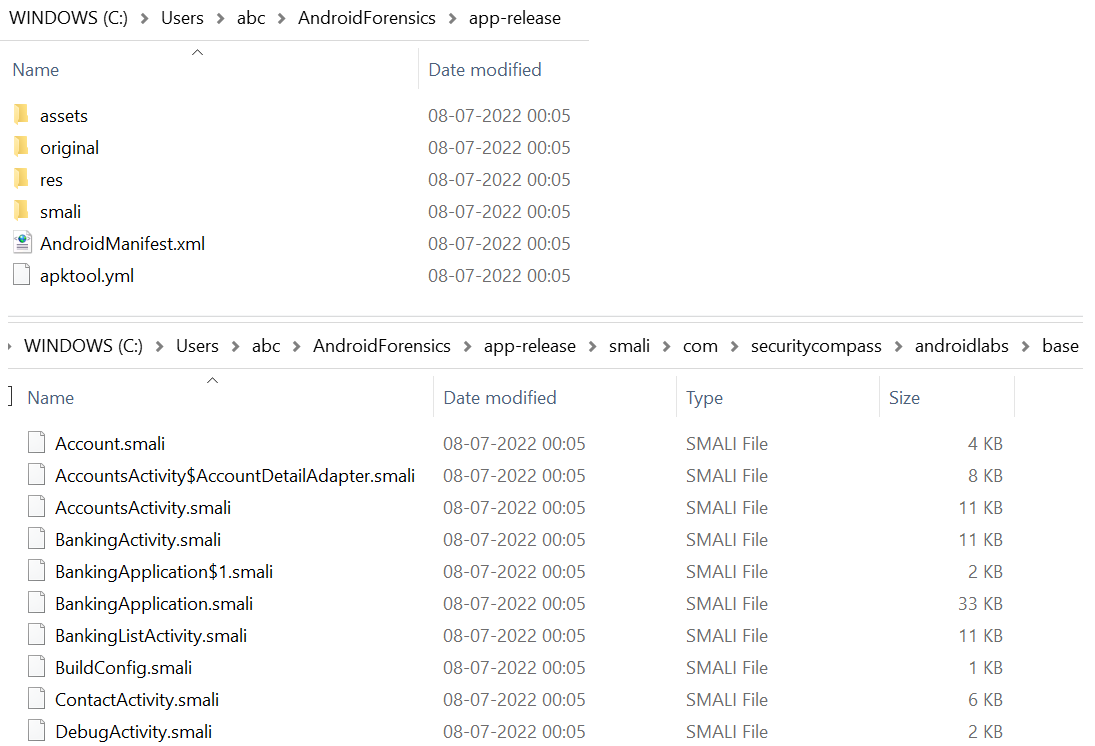 WINDOWS (C:) > Users > abc > AndroidForensics > app-release
Name Date modified
assets 08-07-2022 00:05
original 08-07-2022 00:05
res 08-07-2022 00:05
smali 08-07-2022 00:05
AndroidManifest.xml 08-07-2022 00:05
apktool.yml 08-07-2022 00:05
WINDOWS (C:) > Users > abc > AndroidForensics > app-release > smali > com > securitycompass > androidlabs > base
Name Date modified Type Size
Account.smali 08-07-2022 00:05 SMALI File 4 KB
AccountsActivity$AccountDetailAdapter.smali 08-07-2022 00:05 SMALI File 8 KB
AccountsActivity.smali 08-07-2022 00:05 SMALI File 11 KB
BankingActivity.smali 08-07-2022 00:05 SMALI File 11 KB
BankingApplication$1.smali 08-07-2022 00:05 SMALI File 2 KB
BankingApplication.smali 08-07-2022 00:05 SMALI File 33 KB
BankingListActivity.smali 08-07-2022 00:05 SMALI File 11 KB
BuildConfig.smali 08-07-2022 00:05 SMALI File 1 KB
ContactActivity.smali 08-07-2022 00:05 SMALI File 6 KB
DebugActivity.smali 08-07-2022 00:05 SMALI File 2 KB